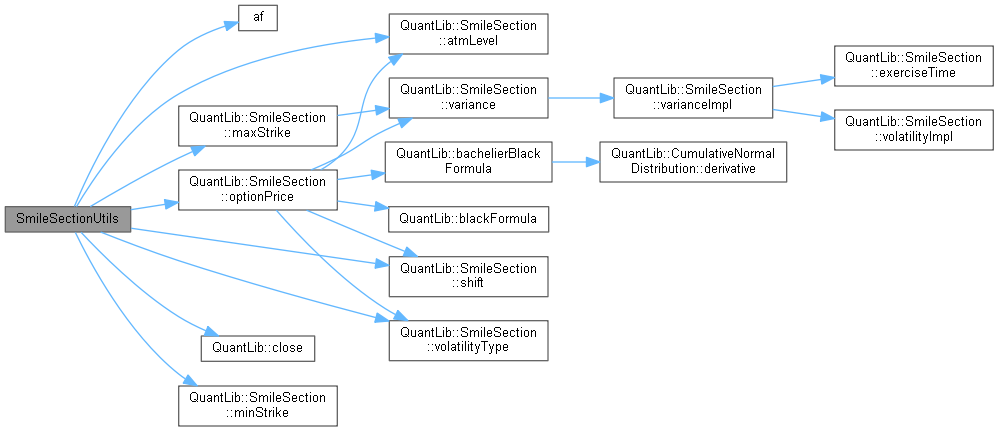 af
QuantLib::SmileSection
::atmLevel
QuantLib::SmileSection
::exerciseTime
QuantLib::SmileSection
::variance
QuantLib::SmileSection
::varianceImpl
QuantLib::SmileSection
::maxStrike
QuantLib::SmileSection
::volatilityImpl
QuantLib::bachelierBlack
Formula
QuantLib::CumulativeNormal
Distribution::derivative
QuantLib::SmileSection
::optionPrice
SmileSectionUtils
QuantLib::blackFormula
QuantLib::SmileSection
::shift
QuantLib::SmileSection
::volatilityType
QuantLib::close
QuantLib::SmileSection
::minStrike